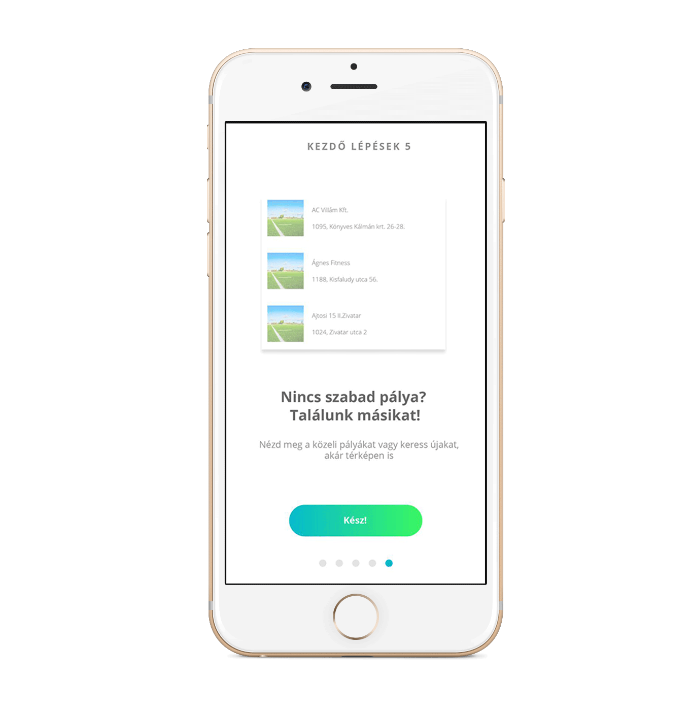 KEZDŐ LÉPÉSEK 5
AC Villám Kft.
1095, Könyves Kálmán krt. 26-28.
Ágnes Fitness
1188, Kisfaludy utca 56.
Ajtosi 15 II.Zivatar
1024, Zivatar utca 2
Nincs szabad pálya?
Találunk másikat!
Nézd meg a közeli pályákat vagy keress újakat,
akár térképen is
Kész!